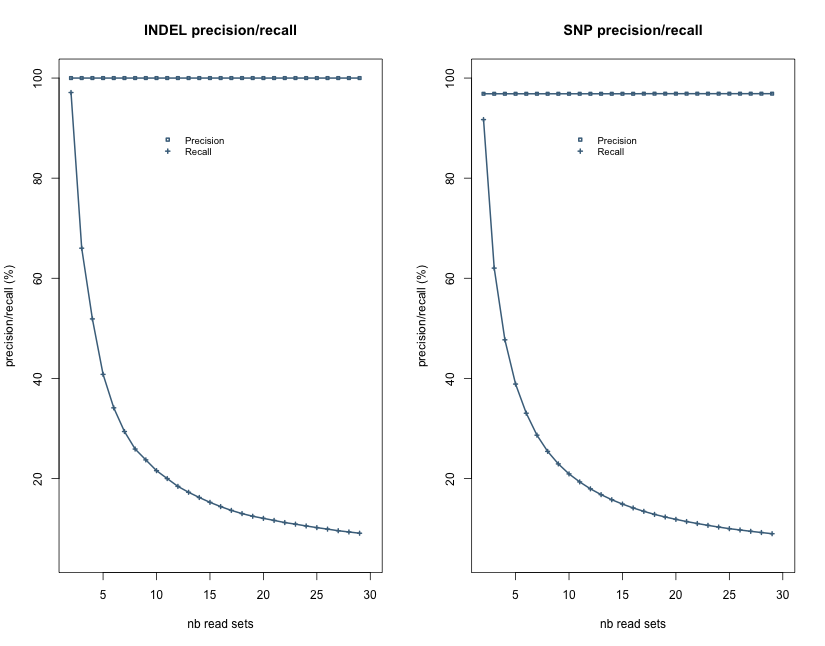 INDEL precision/recall
precision/recall (%)
100
80
60
40
20
Precision
Recall
5 10 15 20 25 30
nb read sets
SNP precision/recall
precision/recall (%)
100
80
60
40
20
Precision
Recall
5 10 15 20 25 30
nb read sets